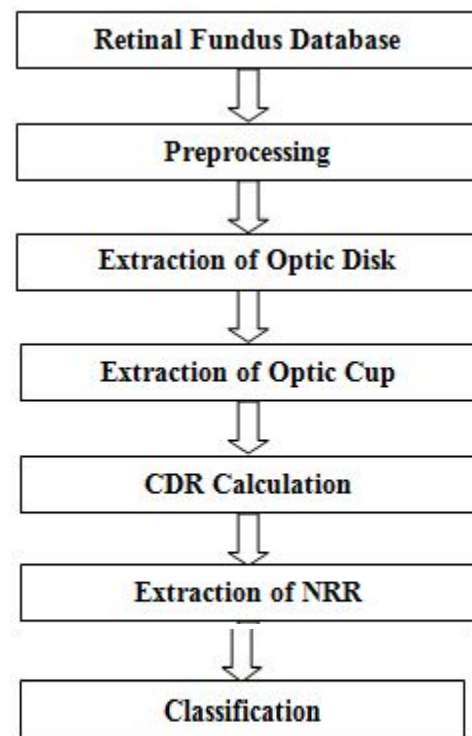 Retinal Fundus Database
Preprocessing
Extraction of Optic Disk
Extraction of Optic Cup
CDR Calculation
Extraction of NRR
Classification